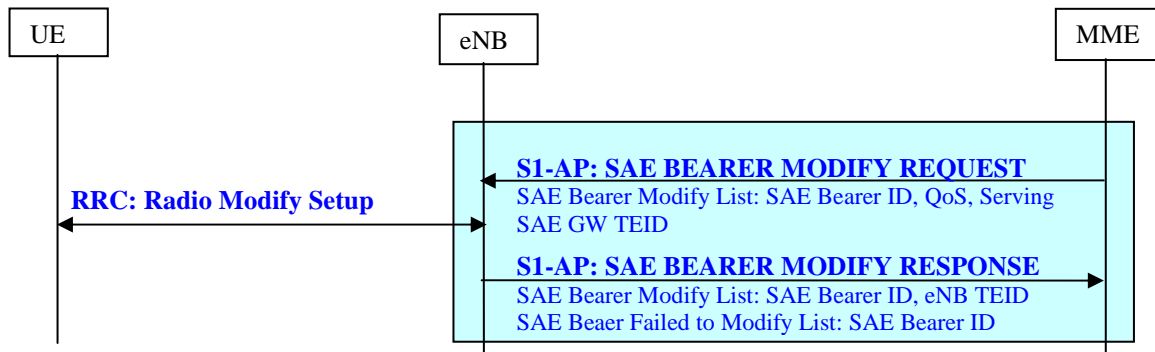 UE
eNB
MME
S1-AP: SAE BEARER MODIFY REQUEST
SAE Bearer Modify List: SAE Bearer ID, QoS, Serving
SAE GW TEID
RRC: Radio Modify Setup
S1-AP: SAE BEARER MODIFY RESPONSE
SAE Bearer Modify List: SAE Bearer ID, eNB TEID
SAE Beaer Failed to Modify List: SAE Bearer ID